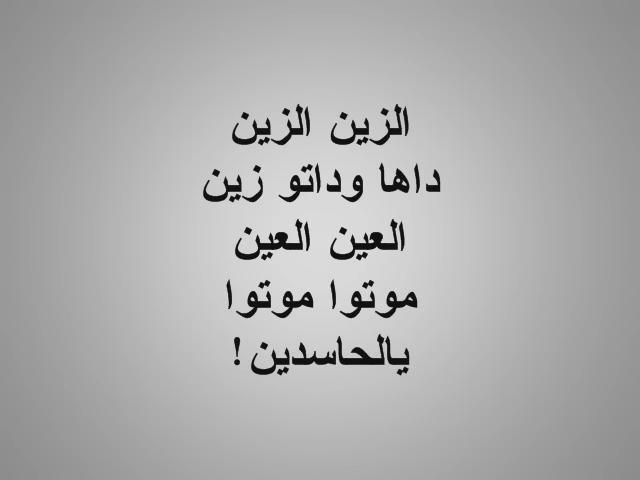 الزين الزين
داها وداتو زين
العين العين
موتوا موتوا
يالحاسدين!